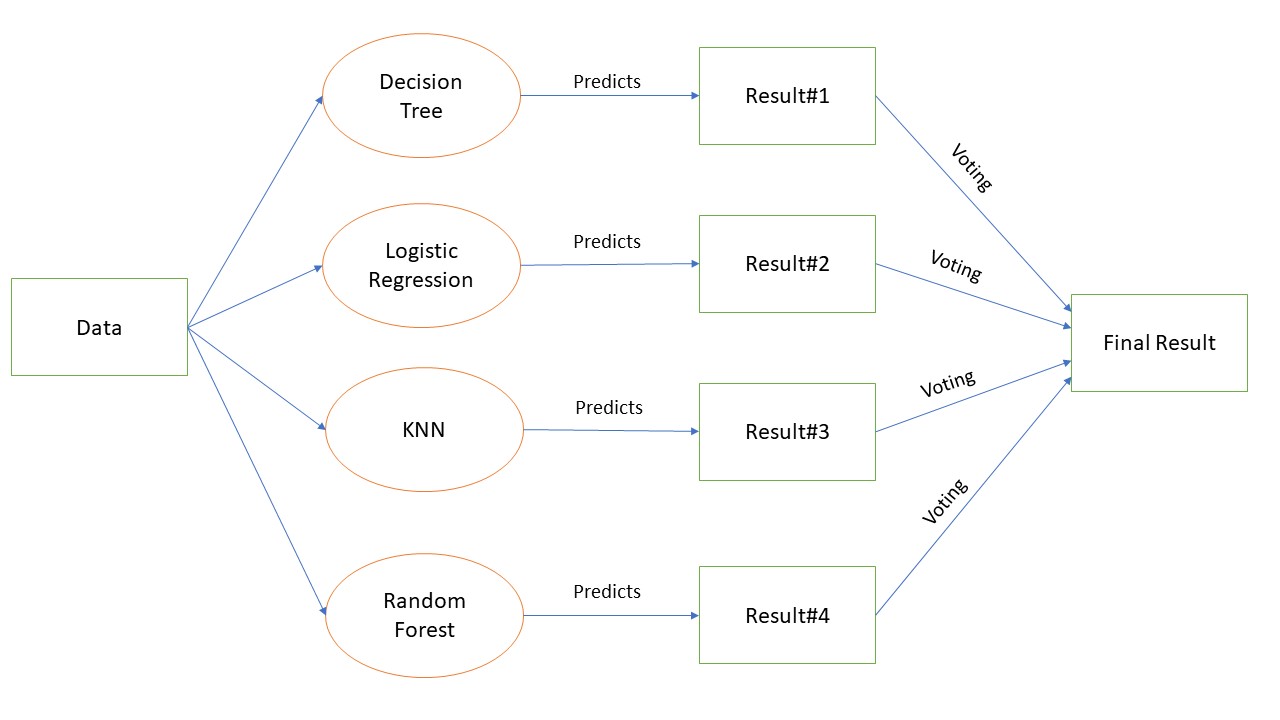 Decision
Tree
Predicts
Result#1
Voting
Logistic
Regression
Predicts
Result#2
Voting
Data
Final Result
KNN
Predicts
Result#3
Voting
Random
Forest
Predicts
Result#4
Voting